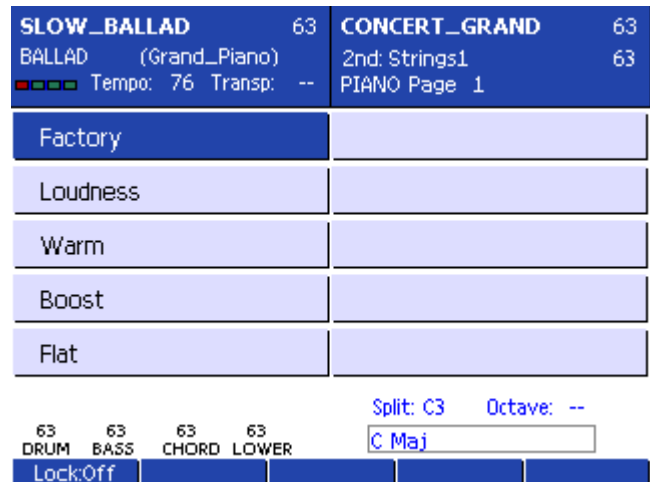 SLOW_BALLAD 63
BALLAD (Grand_Piano)
Tempo: 76 Transp: --
CONCERT_GRAND 63
2nd: Strings1 63
PIANO Page 1
Factory
Loudness
Warm
Boost
Flat
Split: C3 Octave: --
63 63 63 63
DRUM BASS CHORD LOWER
C Maj
Lock:Off